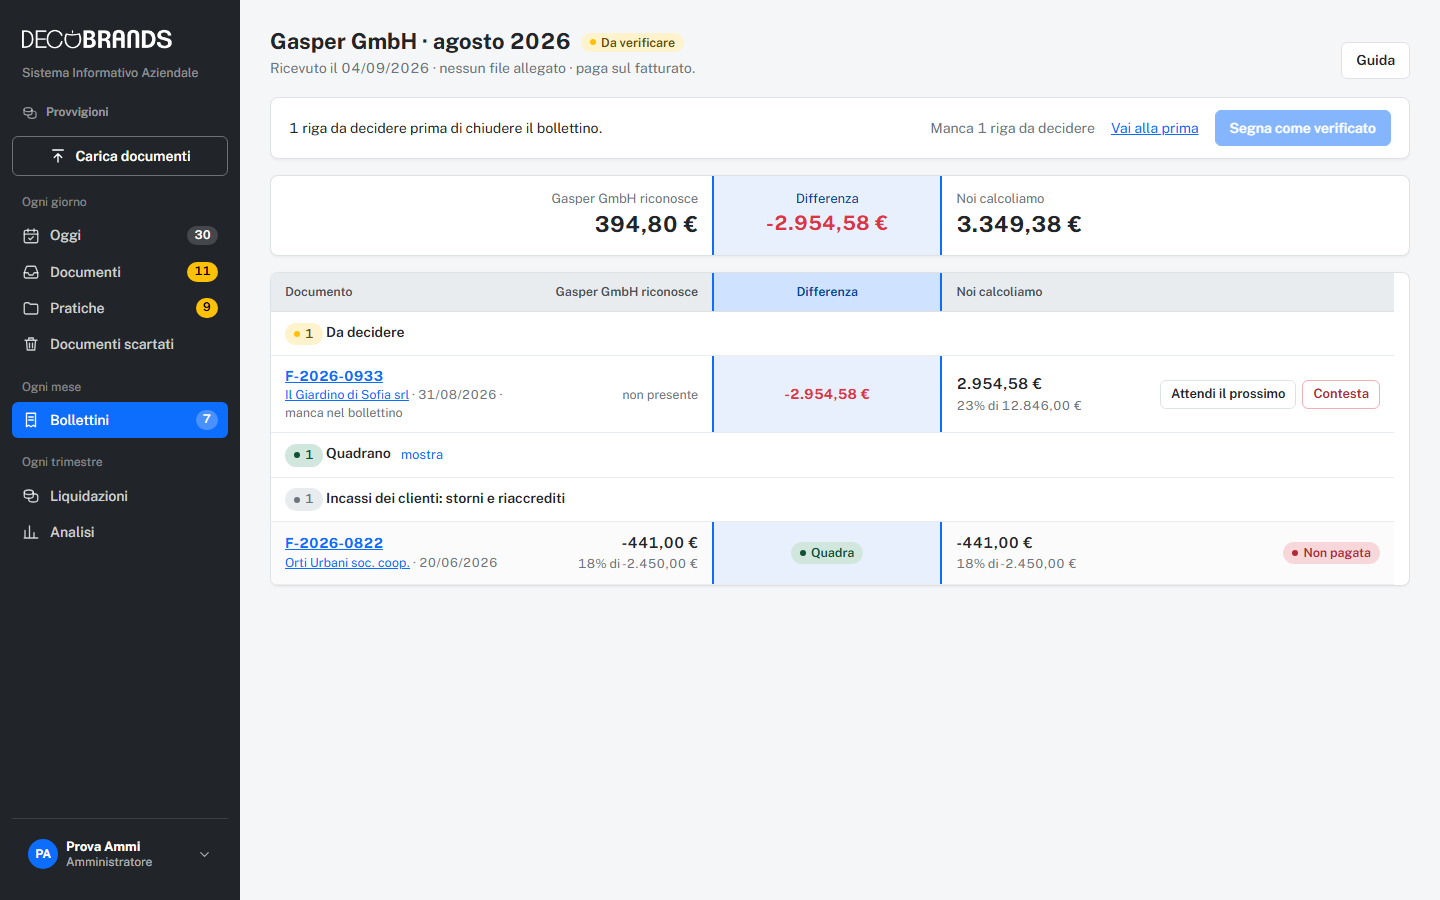 DECOBRANDS
Sistema Informativo Aziendale
Provvigioni
Carica documenti
Ogni giorno
Oggi 30
Documenti 11
Pratiche 9
Documenti scartati
Ogni mese
Bollettini 7
Ogni trimestre
Liquidazioni
Analisi
PA
Prova Ammi
Amministratore
Gasper GmbH · agosto 2026 Da verificare
Ricevuto il 04/09/2026 · nessun file allegato · paga sul fatturato.
Guida
1 riga da decidere prima di chiudere il bollettino.
Manca 1 riga da decidere Vai alla prima Segna come verificato
Gasper GmbH riconosce
394,80 €
Differenza
-2.954,58 €
Noi calcoliamo
3.349,38 €
Documento Gasper GmbH riconosce Differenza Noi calcoliamo
1 Da decidere
F-2026-0933
Il Giardino di Sofia srl · 31/08/2026 ·
manca nel bollettino
non presente
-2.954,58 €
2.954,58 €
23% di 12.846,00 €
Attendi il prossimo Contesta
1 Quadrano mostra
1 Incassi dei clienti: storni e riaccrediti
F-2026-0822
Orti Urbani soc. coop. · 20/06/2026
-441,00 €
18% di -2.450,00 €
Quadra
-441,00 €
18% di -2.450,00 €
Non pagata